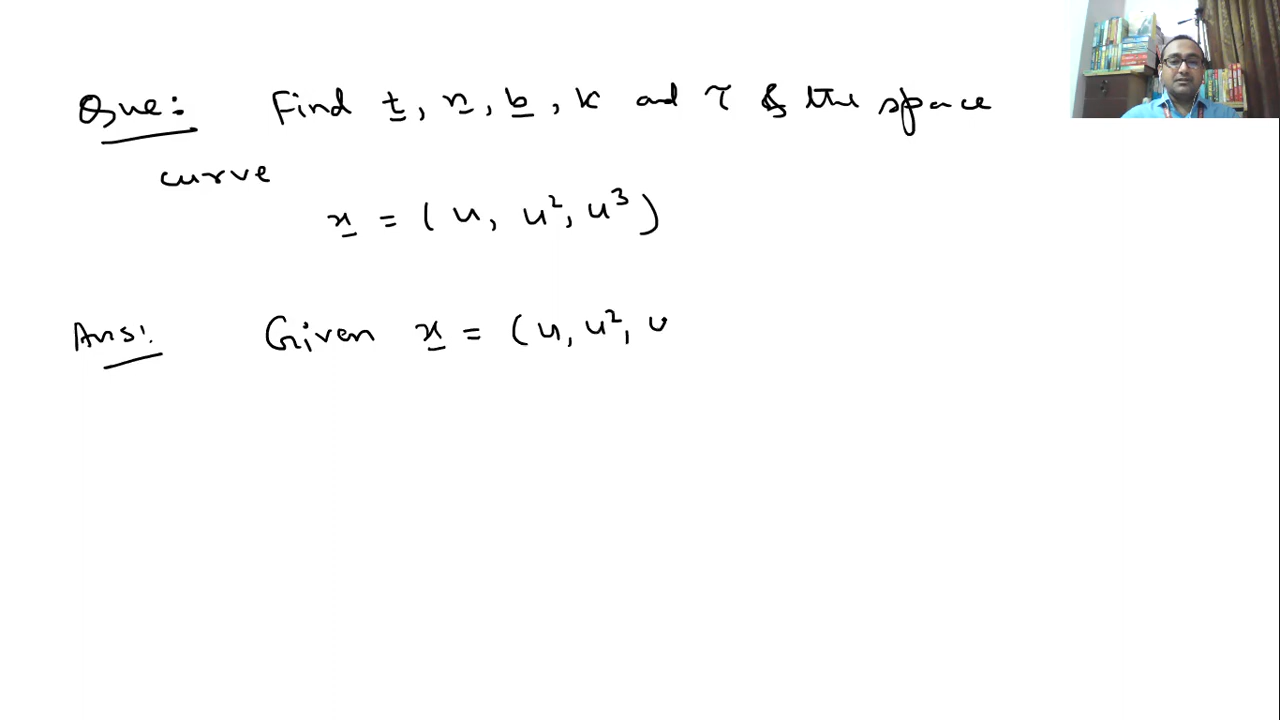 Que: Find t, n, b, k and τ of the space
curve
x = (u, u², u³)
Ans: Given x = (u, u², u